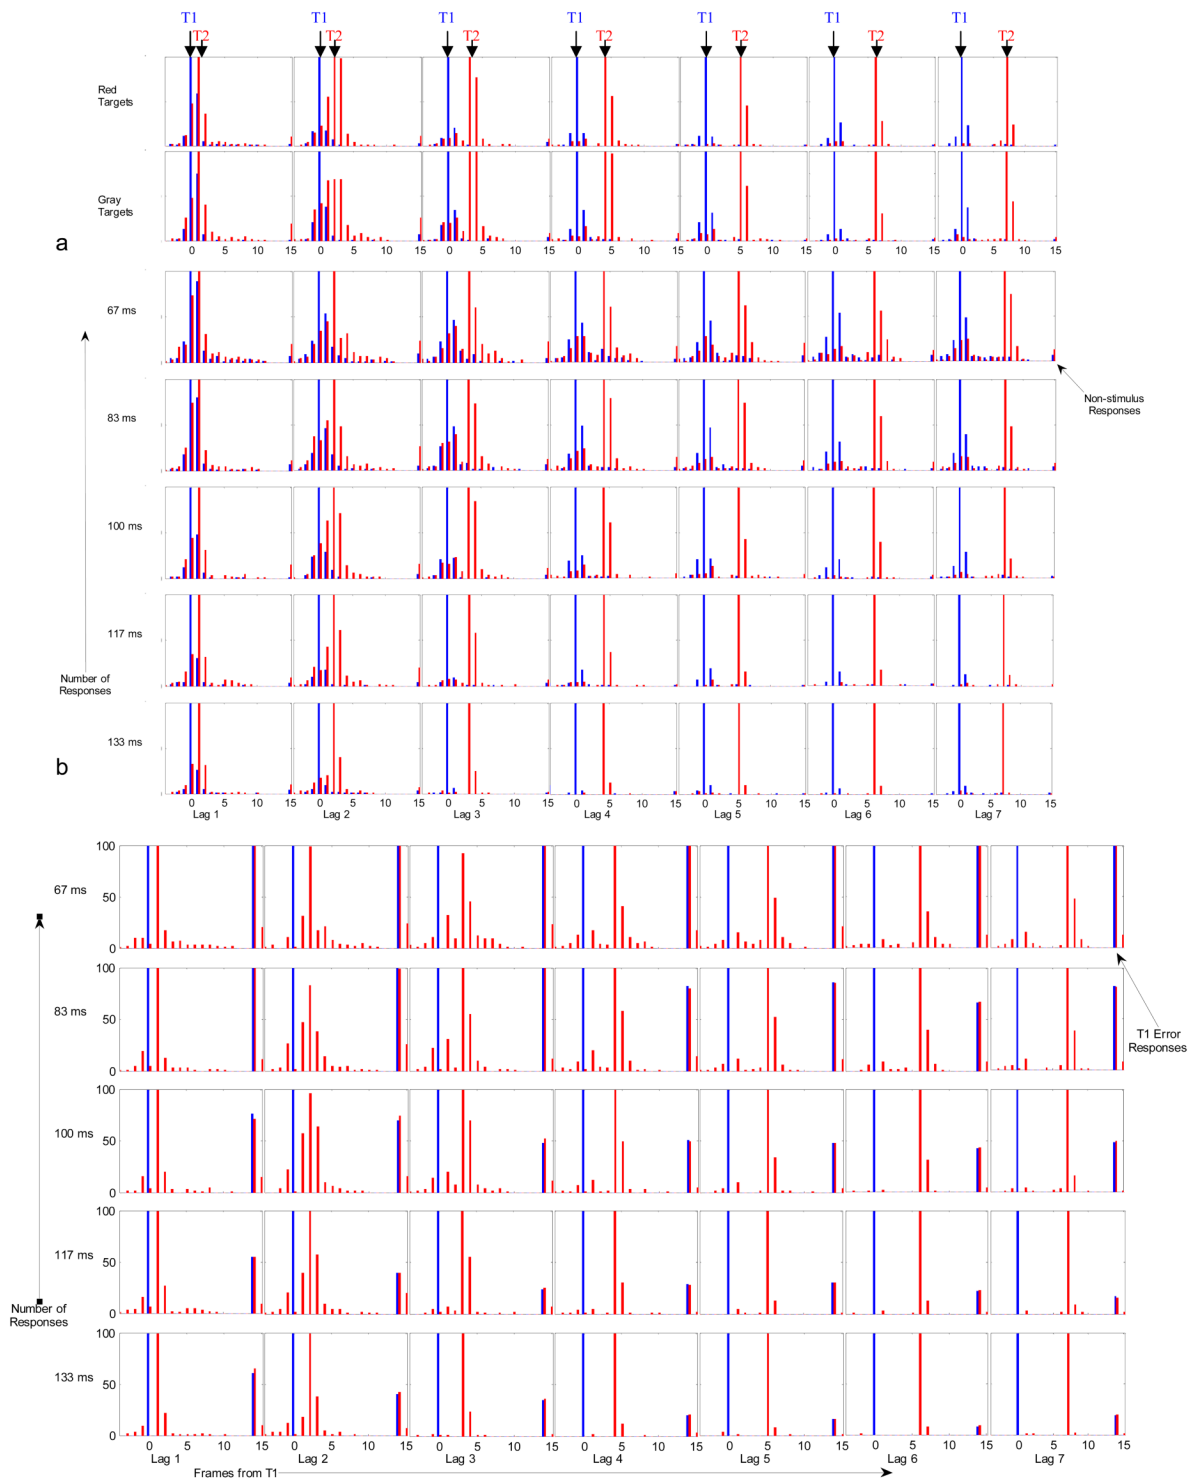 T1 T1 T1 T1 T1 T1 T1
T2 T2 T2 T2 T2 T2 T2
Red
Targets
Gray
Targets
a
0 5 10 15 0 5 10 15 0 5 10 15 0 5 10 15 0 5 10 15 0 5 10 15 0 5 10 15
67 ms
Non-stimulus
Responses
83 ms
100 ms
117 ms
Number of
Responses
133 ms
b
0 5 10 15 0 5 10 15 0 5 10 15 0 5 10 15 0 5 10 15 0 5 10 15 0 5 10 15
Lag 1 Lag 2 Lag 3 Lag 4 Lag 5 Lag 6 Lag 7
100
67 ms
50
0
100
83 ms
50
0
T1 Error
Responses
100
100 ms
50
0
100
117 ms
50
0
Number of
Responses
100
133 ms
50
0
0 5 10 15 0 5 10 15 0 5 10 15 0 5 10 15 0 5 10 15 0 5 10 15 0 5 10 15
Lag 1 Lag 2 Lag 3 Lag 4 Lag 5 Lag 6 Lag 7
Frames from T1